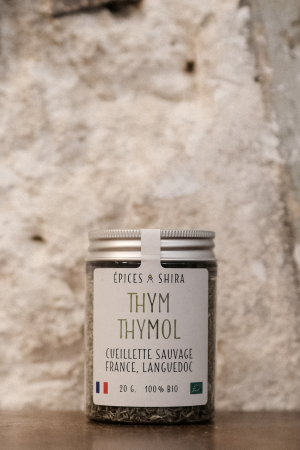 ÉPICES SHIRA
THYM
THYMOL
CUEILLETTE SAUVAGE
FRANCE, LANGUEDOC
20 G. 100% BIO